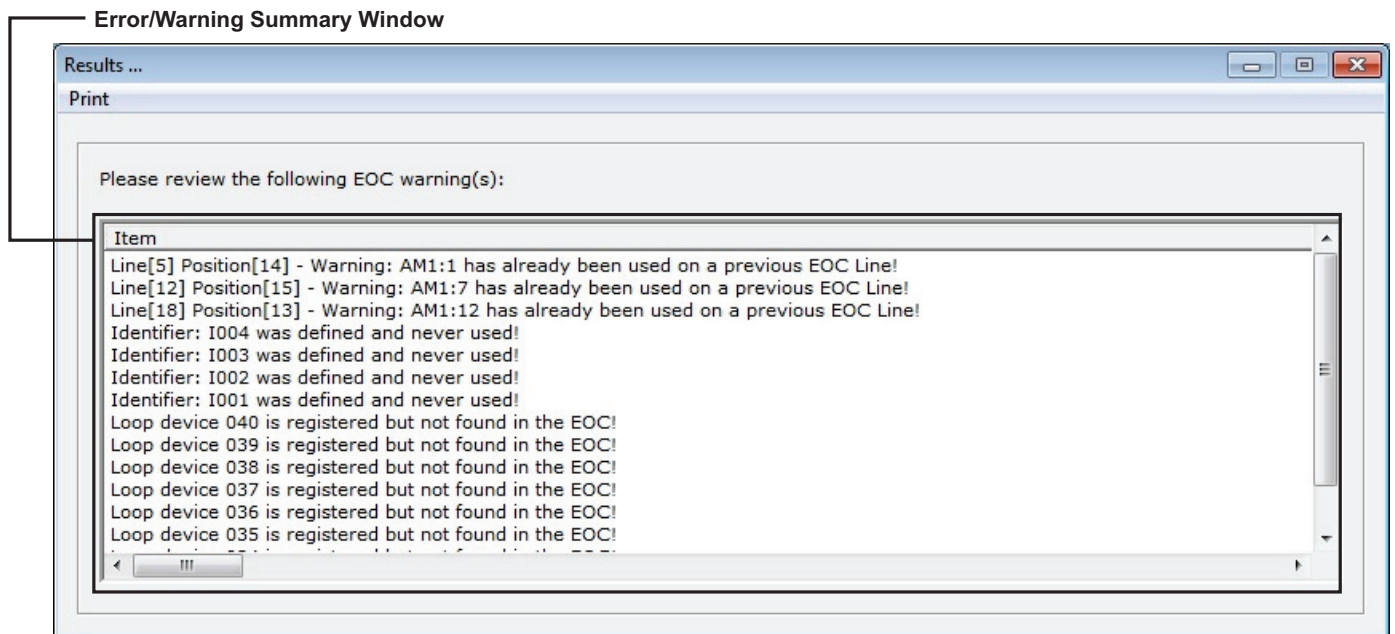 Error/Warning Summary Window
Results ...
Print
Please review the following EOC warning(s):
Item
Line[5] Position[14] - Warning: AM1:1 has already been used on a previous EOC Line!
Line[12] Position[15] - Warning: AM1:7 has already been used on a previous EOC Line!
Line[18] Position[13] - Warning: AM1:12 has already been used on a previous EOC Line!
Identifier: I004 was defined and never used!
Identifier: I003 was defined and never used!
Identifier: I002 was defined and never used!
Identifier: I001 was defined and never used!
Loop device 040 is registered but not found in the EOC!
Loop device 039 is registered but not found in the EOC!
Loop device 038 is registered but not found in the EOC!
Loop device 037 is registered but not found in the EOC!
Loop device 036 is registered but not found in the EOC!
Loop device 035 is registered but not found in the EOC!